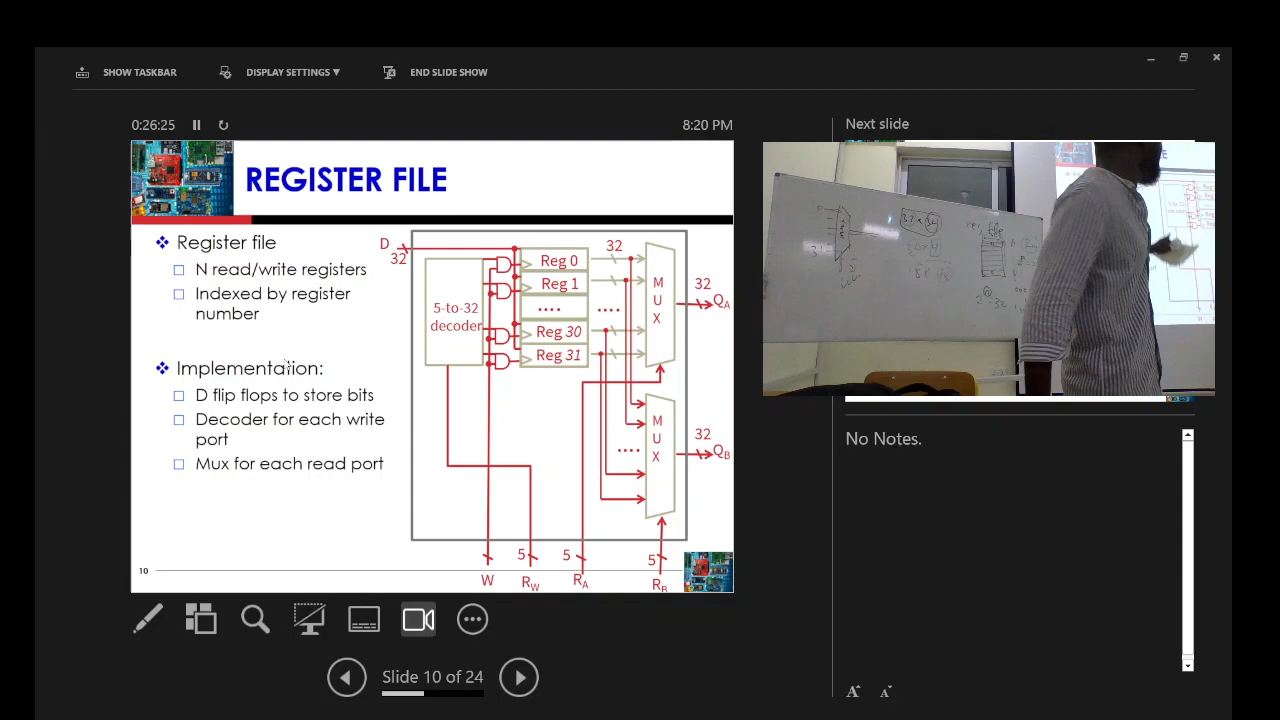 SHOW TASKBAR
DISPLAY SETTINGS ▼
END SLIDE SHOW
0:26:25
8:20 PM
Next slide
REGISTER FILE
❖ Register file
□ N read/write registers
□ Indexed by register
number
❖ Implementation:
□ D flip flops to store bits
□ Decoder for each write
port
□ Mux for each read port
D
32
5-to-32
decoder
Reg 0
Reg 1
....
Reg 30
Reg 31
32
....
M
U
X
32
QA
....
M
U
X
32
QB
W
5
RW
5
RA
5
RB
10
No Notes.
Slide 10 of 24
A A